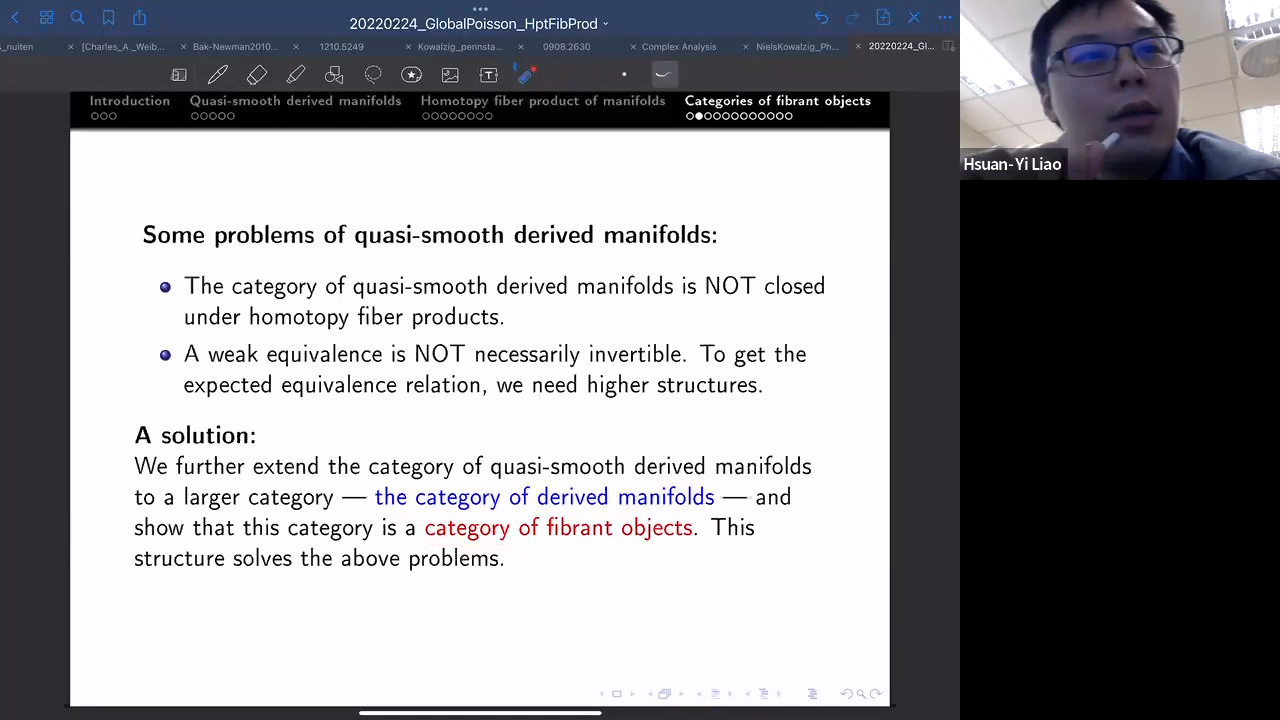 20220224_GlobalPoisson_HptFibProd
s_nuiten
[Charles_A._Weib...
Bak-Newman2010...
1210.5249
Kowalzig_pennsta...
0908.2630
Complex Analysis
NielsKowalzig_Ph...
20220224_Gl...
Introduction
Quasi-smooth derived manifolds
Homotopy fiber product of manifolds
Categories of fibrant objects
Some problems of quasi-smooth derived manifolds:
The category of quasi-smooth derived manifolds is NOT closed
under homotopy fiber products.
A weak equivalence is NOT necessarily invertible. To get the
expected equivalence relation, we need higher structures.
A solution:
We further extend the category of quasi-smooth derived manifolds
to a larger category — the category of derived manifolds — and
show that this category is a category of fibrant objects. This
structure solves the above problems.
Hsuan-Yi Liao